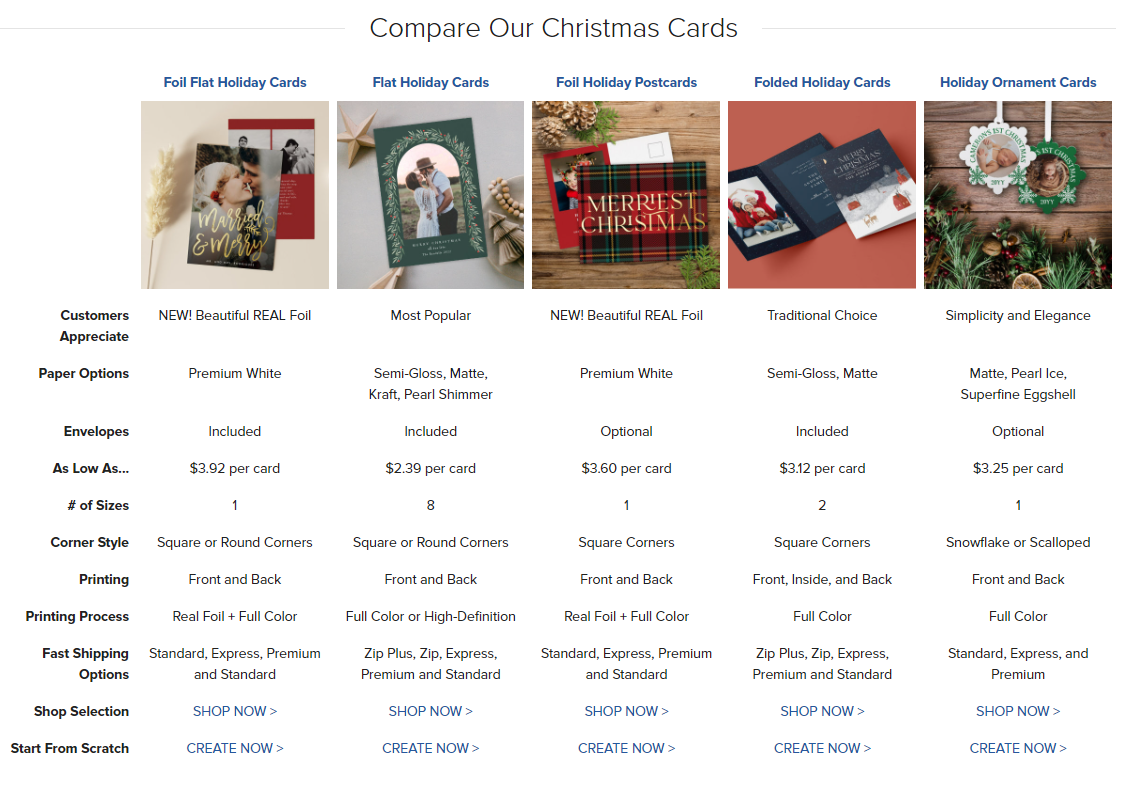 Compare Our Christmas Cards
Foil Flat Holiday Cards
Flat Holiday Cards
Foil Holiday Postcards
Folded Holiday Cards
Holiday Ornament Cards
Married
& Merry
MERRY CHRISTMAS
MERRIEST
CHRISTMAS
MERRY
CHRISTMAS
CAMERON'S 1ST CHRISTMAS
20YY
'S 1ST CHRISTMAS
20YY
Customers Appreciate NEW! Beautiful REAL Foil Most Popular NEW! Beautiful REAL Foil Traditional Choice Simplicity and Elegance
Paper Options Premium White Semi-Gloss, Matte, Kraft, Pearl Shimmer Premium White Semi-Gloss, Matte Matte, Pearl Ice, Superfine Eggshell
Envelopes Included Included Optional Included Optional
As Low As... $3.92 per card $2.39 per card $3.60 per card $3.12 per card $3.25 per card
# of Sizes 1 8 1 2 1
Corner Style Square or Round Corners Square or Round Corners Square Corners Square Corners Snowflake or Scalloped
Printing Front and Back Front and Back Front and Back Front, Inside, and Back Front and Back
Printing Process Real Foil + Full Color Full Color or High-Definition Real Foil + Full Color Full Color Full Color
Fast Shipping Options Standard, Express, Premium and Standard Zip Plus, Zip, Express, Premium and Standard Standard, Express, Premium and Standard Zip Plus, Zip, Express, Premium and Standard Standard, Express, and Premium
Shop Selection SHOP NOW > SHOP NOW > SHOP NOW > SHOP NOW > SHOP NOW >
Start From Scratch CREATE NOW > CREATE NOW > CREATE NOW > CREATE NOW > CREATE NOW >